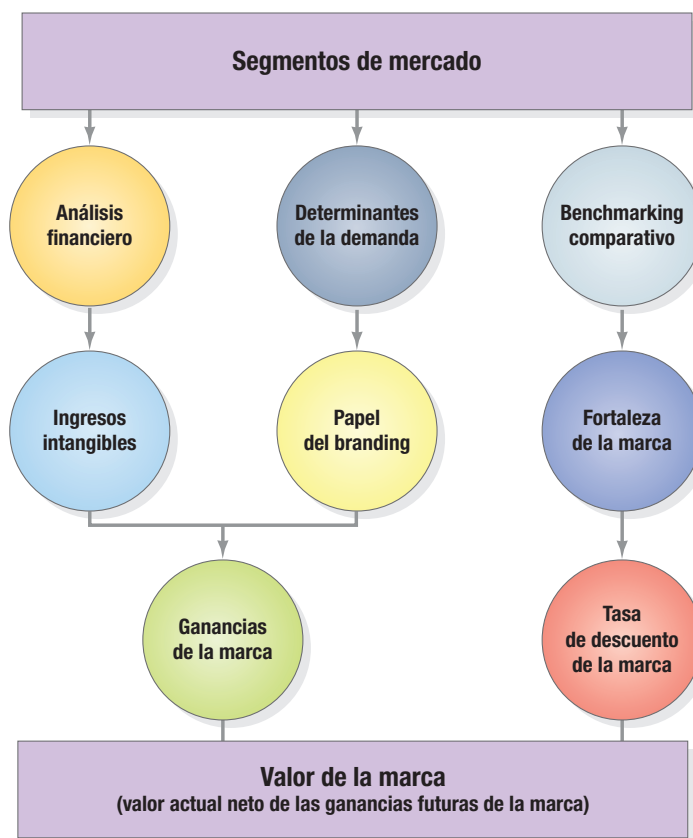 Segmentos de mercado
Análisis
financiero
Determinantes
de la demanda
Benchmarking
comparativo
Ingresos
intangibles
Papel
del branding
Fortaleza
de la marca
Ganancias
de la marca
Tasa
de descuento
de la marca
Valor de la marca
(valor actual neto de las ganancias futuras de la marca)